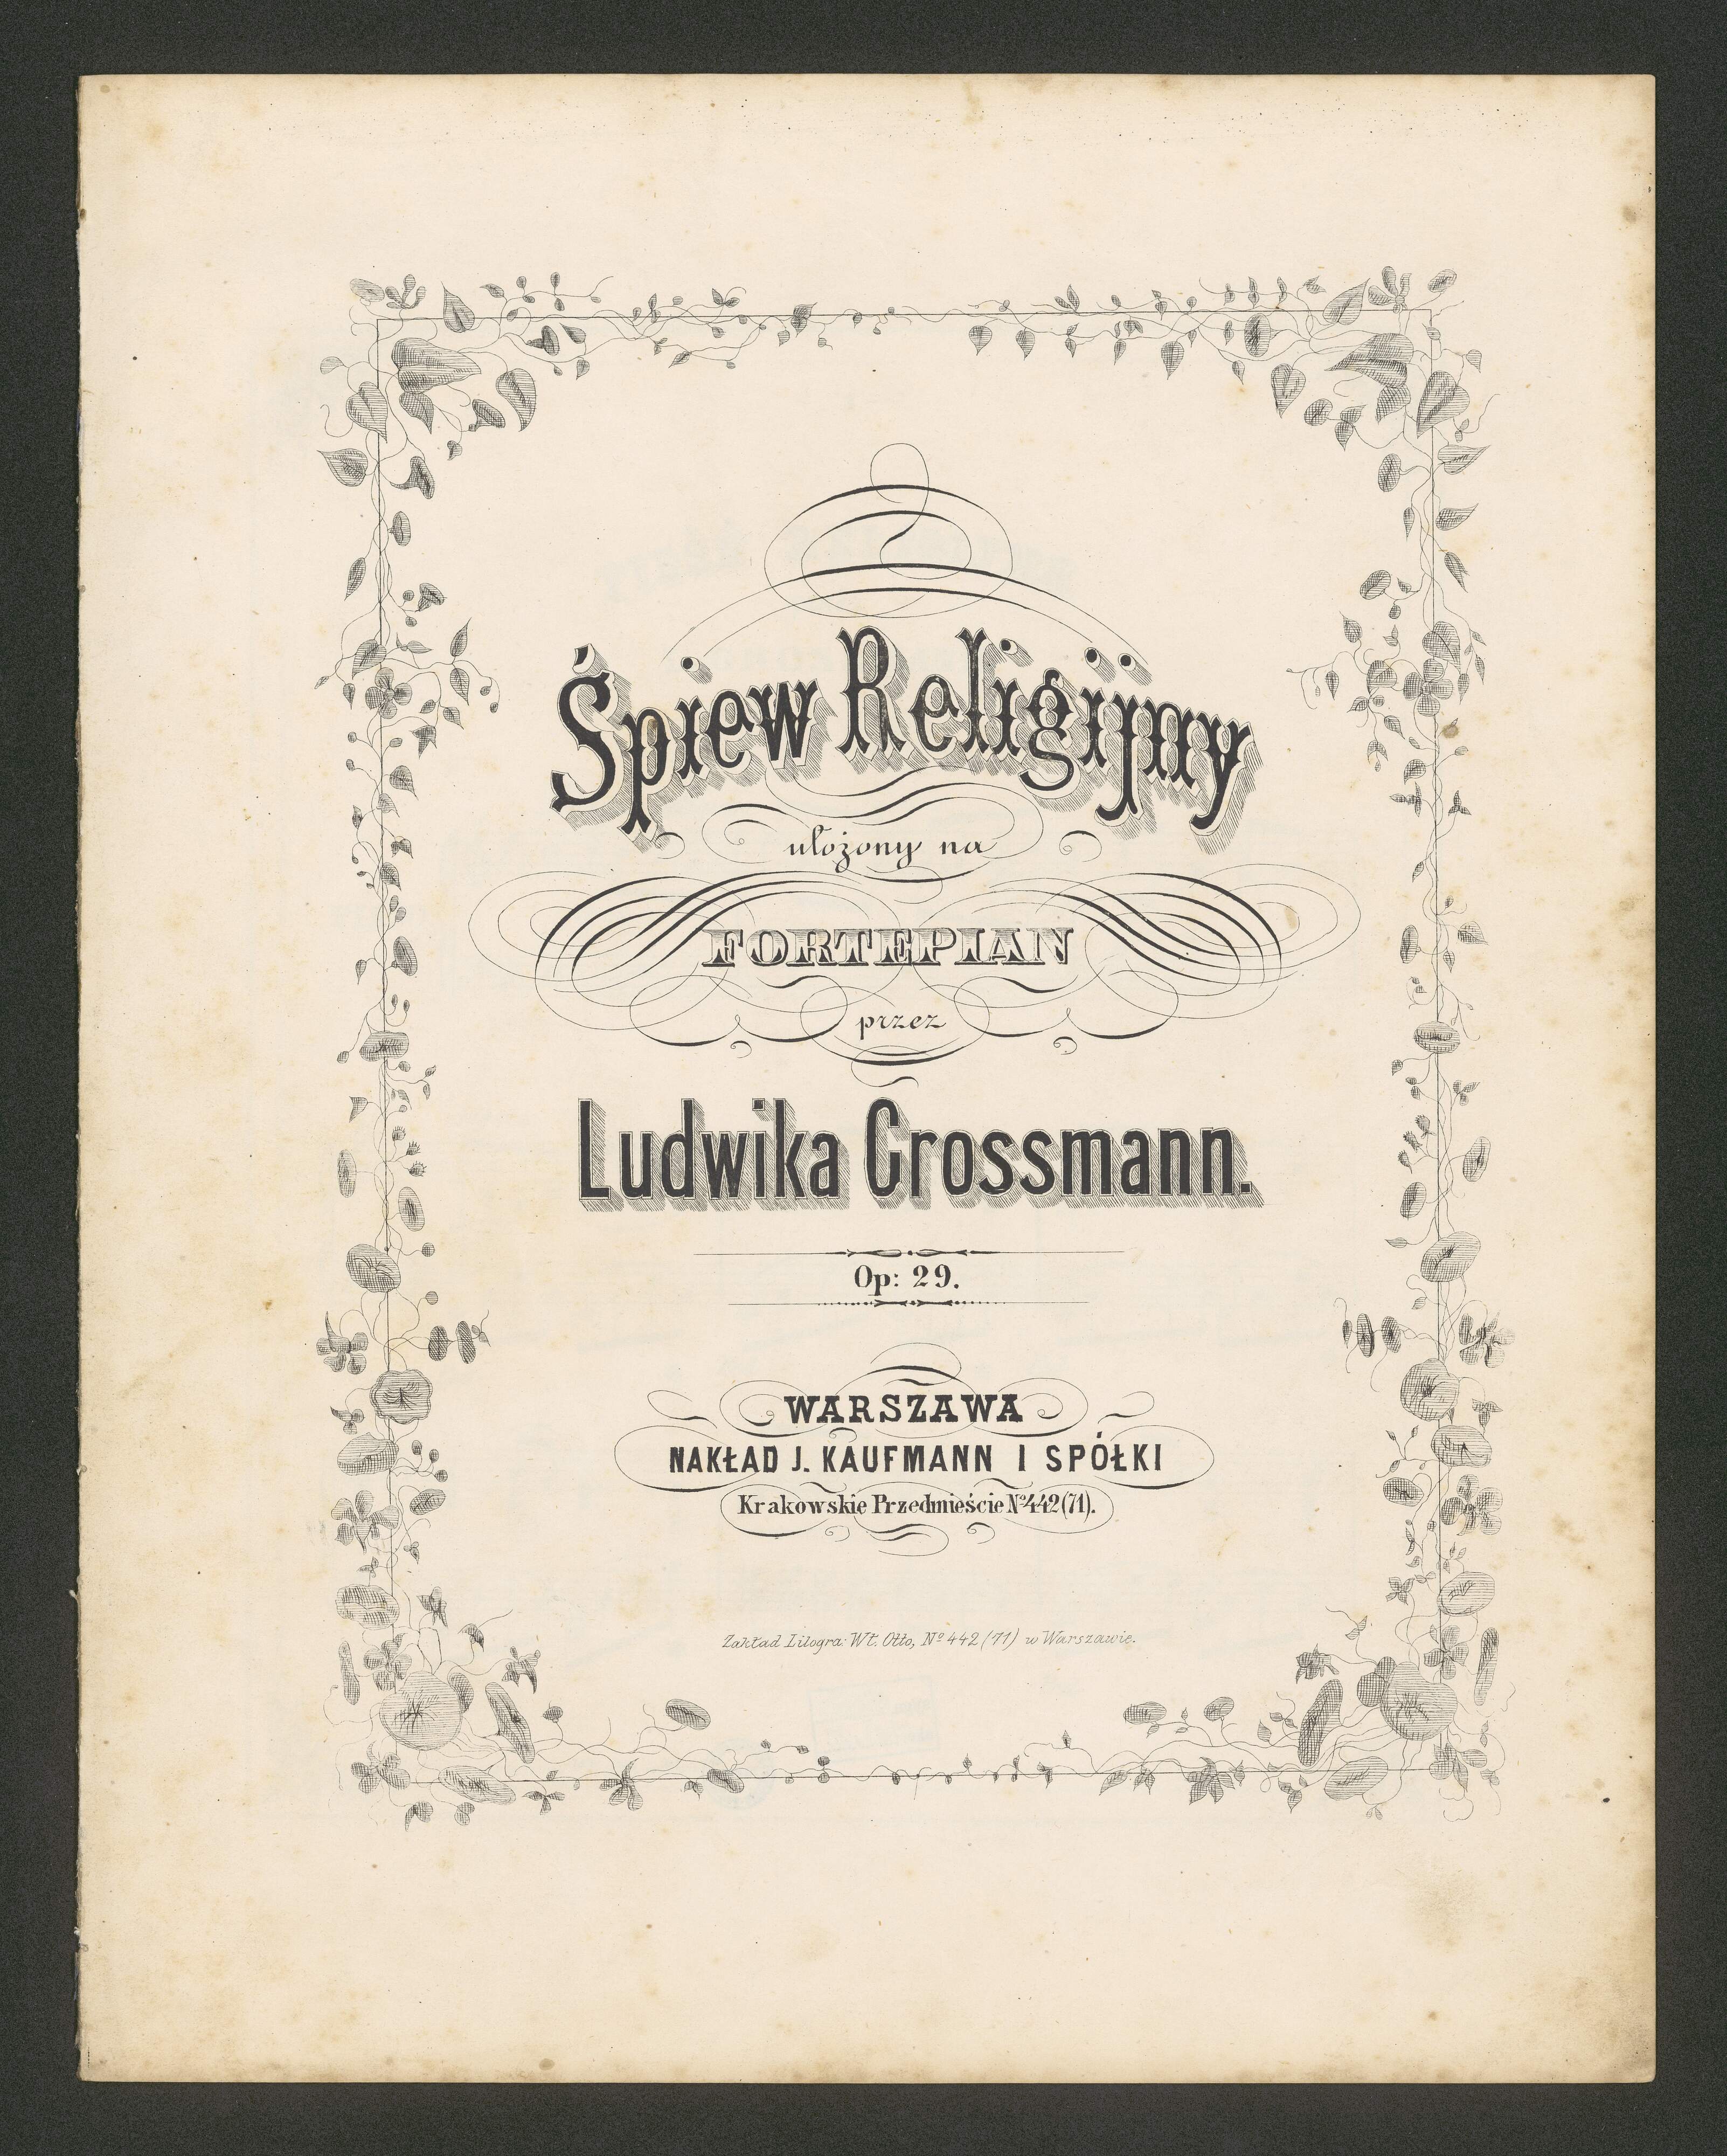 Śpiew Religijny
ułożony na
FORTEPIAN
przez
Ludwika Grossmann.
Op: 29.
WARSZAWA
NAKŁAD J. KAUFMANN I SPÓŁKI
Krakowskie Przedmieście No 442 (71).
Zakład Litogra: Wł. Otto, No 442 (71) w Warszawie.